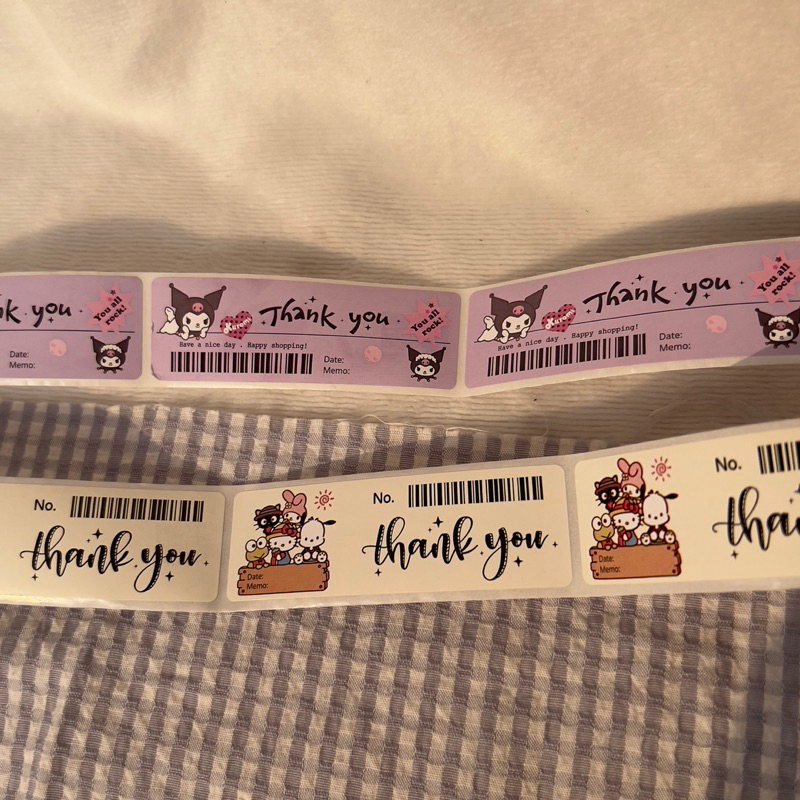 nk you
You all
rock!
Date:
Memo:
Kuromi
Thank you
You all
rock!
Have a nice day . Happy shopping!
Date:
Memo:
Thank you
You all
rock!
Have a nice day . Happy shopping!
Date:
Memo:
No.
thank you
No.
thank you
Date:
Memo:
No.
than
Date:
Memo: